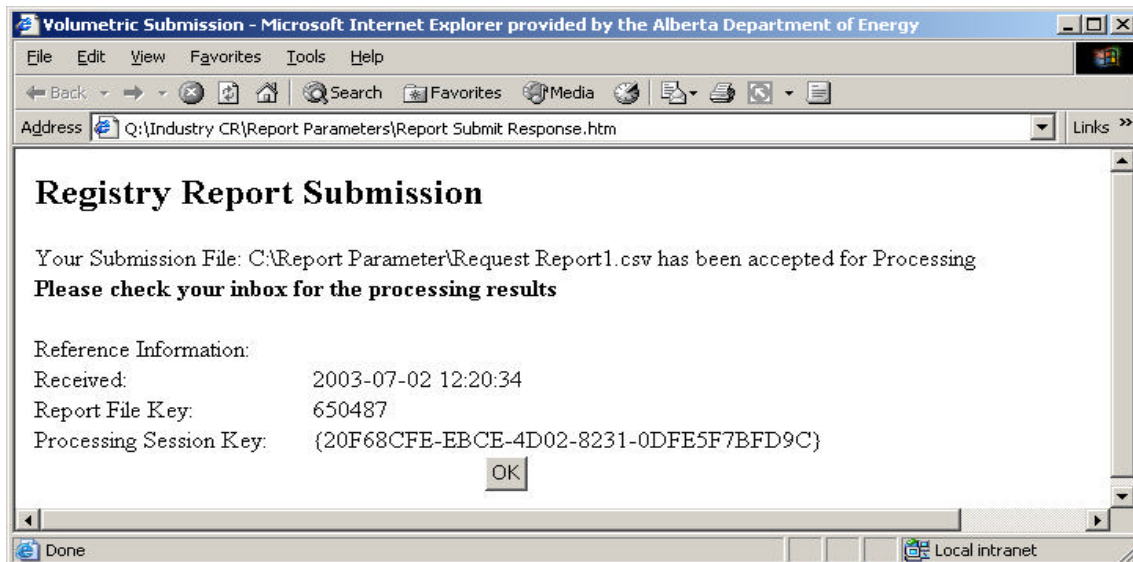 Volumetric Submission - Microsoft Internet Explorer provided by the Alberta Department of Energy
File Edit View Favorites Tools Help
Back Search Favorites Media
Address Q:\Industry CR\Report Parameters\Report Submit Response.htm Links »
Registry Report Submission
Your Submission File: C:\Report Parameter\Request Report1.csv has been accepted for Processing
Please check your inbox for the processing results
Reference Information:
Received: 2003-07-02 12:20:34
Report File Key: 650487
Processing Session Key: {20F68CFE-EBCE-4D02-8231-0DFE5F7BFD9C}
OK
Done Local intranet